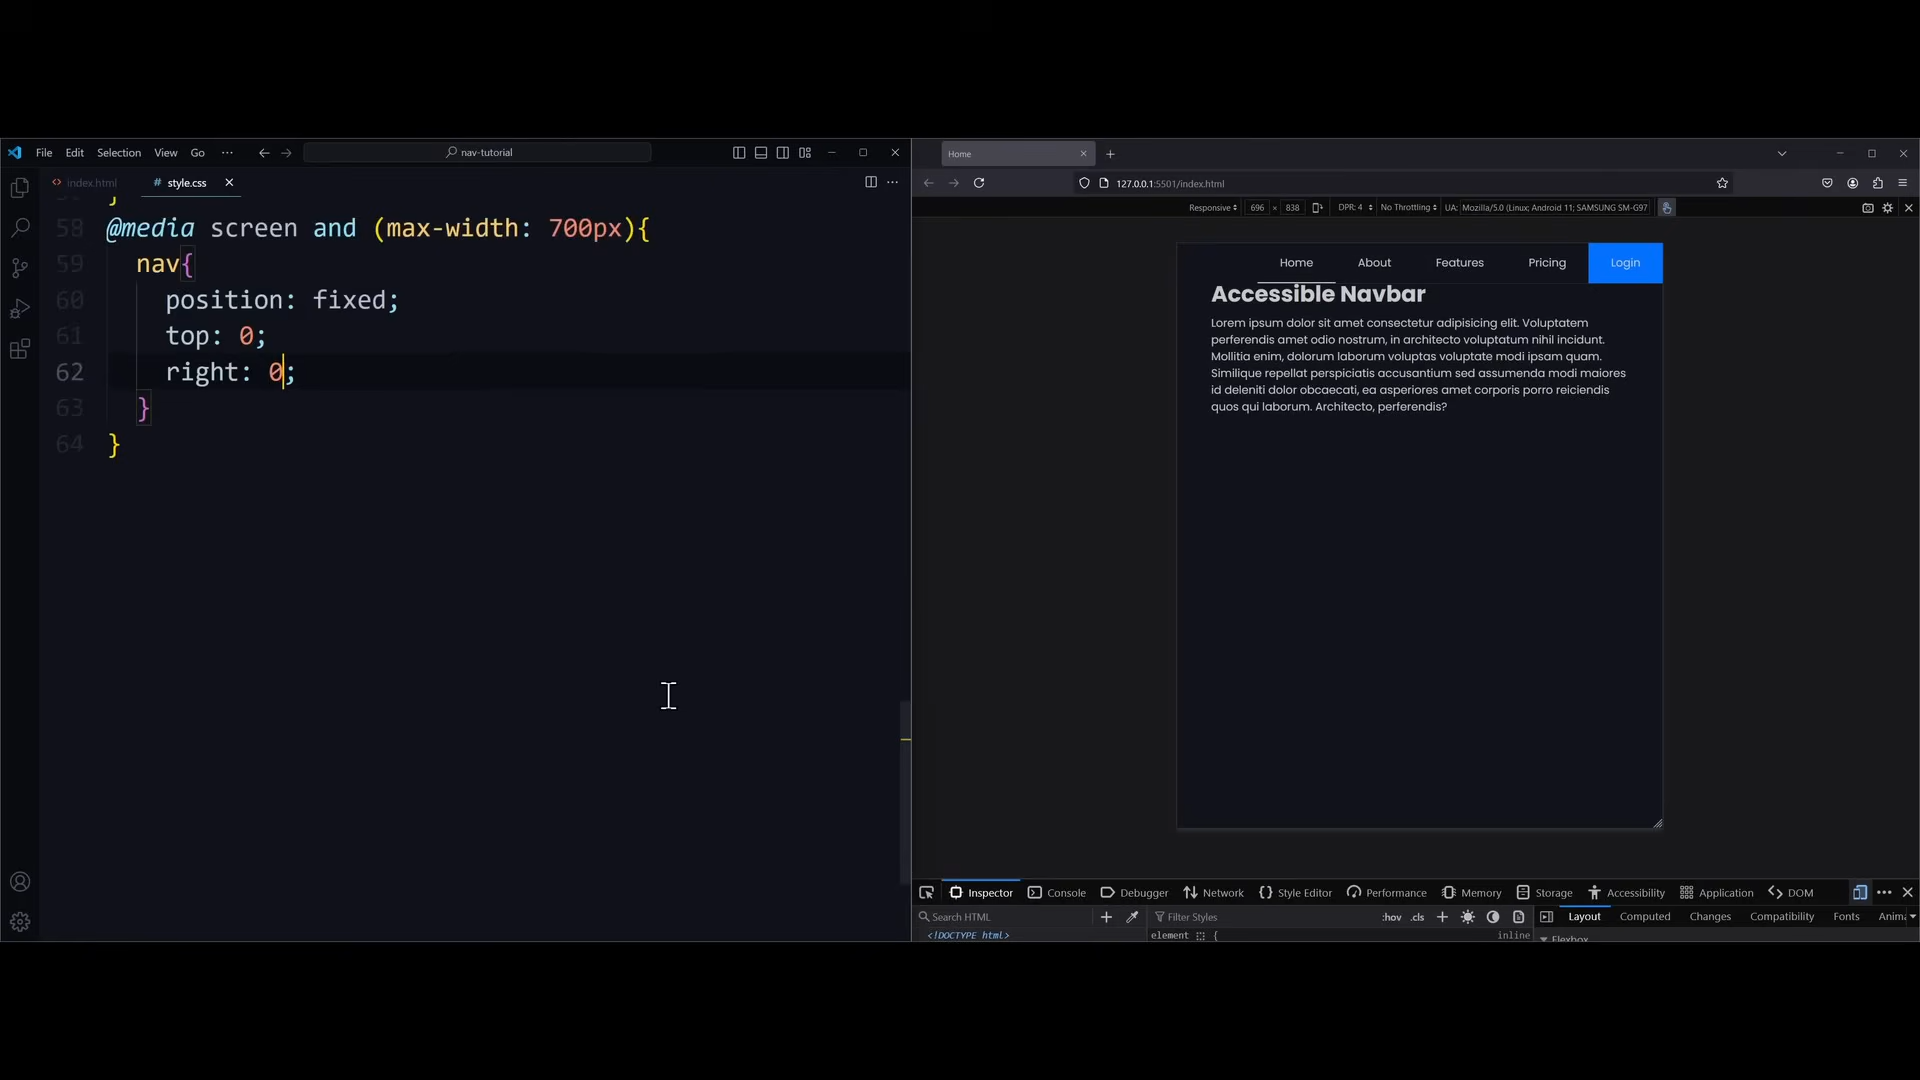 File Edit Selection View Go ··· nav-tutorial
index.html # style.css
58 @media screen and (max-width: 700px){
59 nav{
60 position: fixed;
61 top: 0;
62 right: 0;
63 }
64 }
Home
127.0.0.1:5501/index.html
Responsive 696 × 838 DPR: 4 No Throttling UA: Mozilla/5.0 (Linux; Android 11; SAMSUNG SM-G97
Home About Features Pricing Login
Accessible Navbar
Lorem ipsum dolor sit amet consectetur adipisicing elit. Voluptatem
perferendis amet odio nostrum, in architecto voluptatum nihil incidunt.
Mollitia enim, dolorum laborum voluptas voluptate modi ipsam quam.
Similique repellat perspiciatis accusantium sed assumenda modi maiores
id deleniti dolor obcaecati, ea asperiores amet corporis porro reiciendis
quos qui laborum. Architecto, perferendis?
Inspector Console Debugger Network Style Editor Performance Memory Storage Accessibility Application DOM
Search HTML Filter Styles :hov .cls Layout Computed Changes Compatibility Fonts Anima
<!DOCTYPE html> element { inline Flexbox